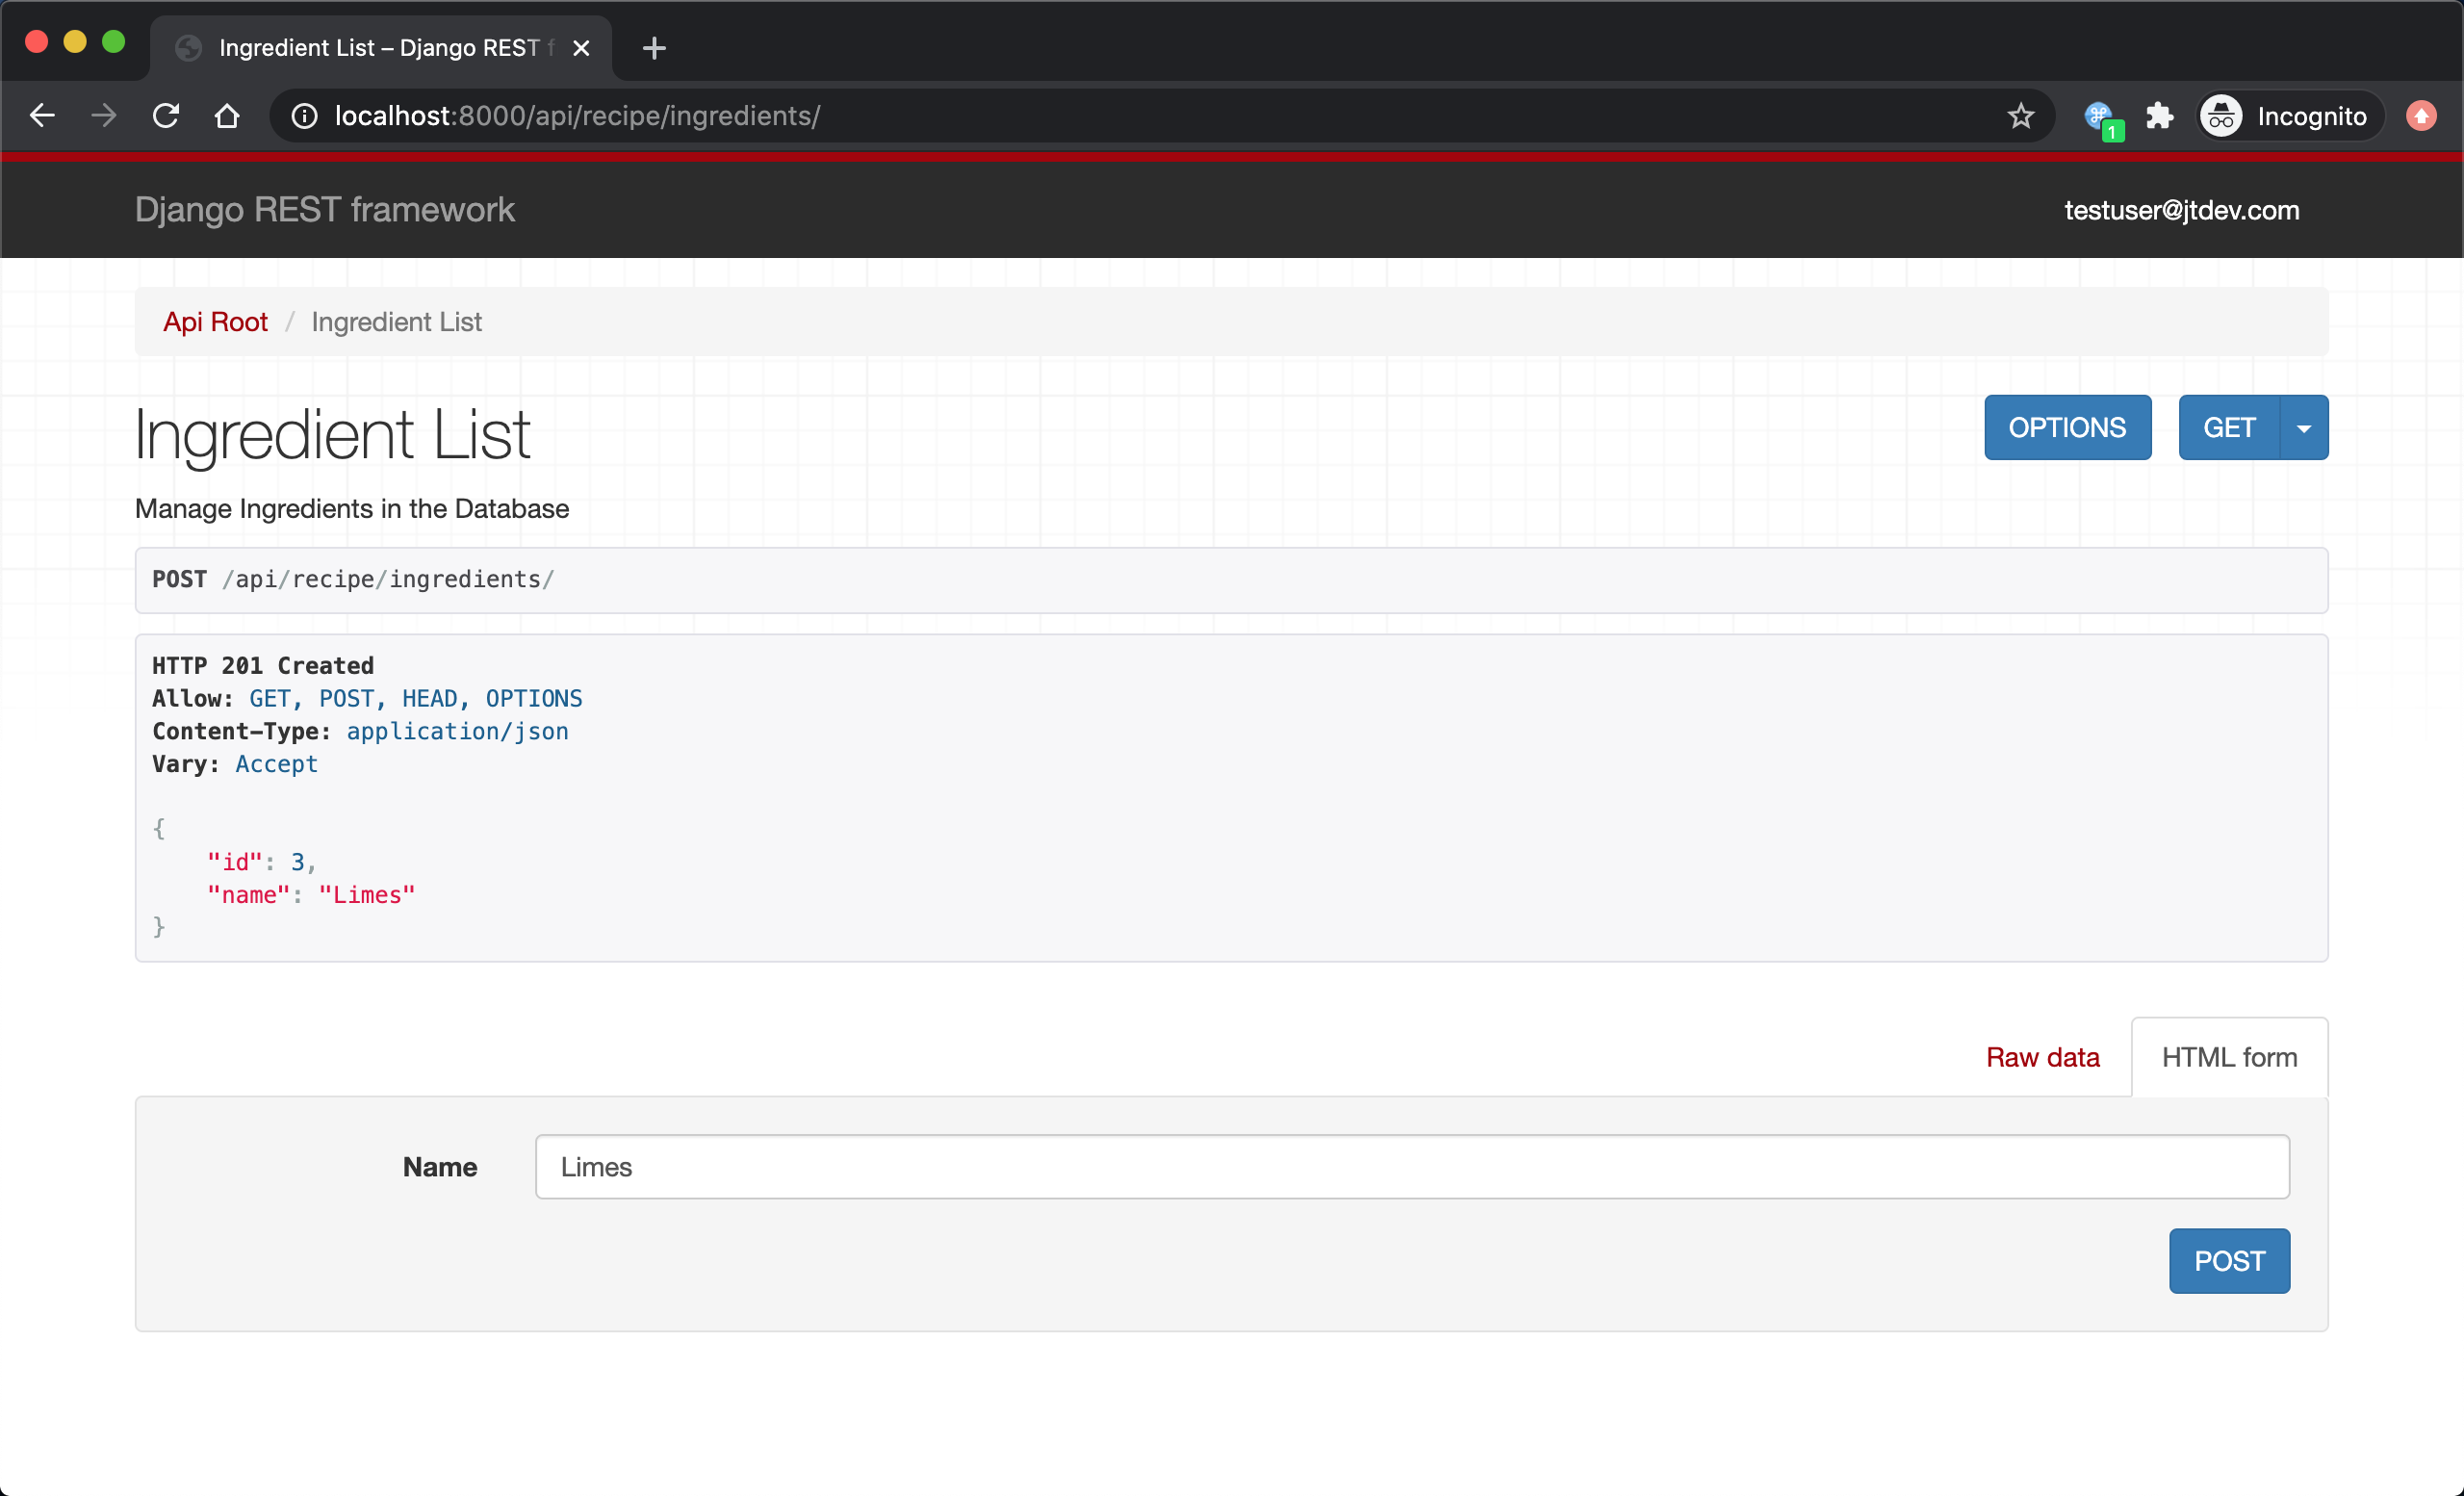 Ingredient List – Django REST f
localhost:8000/api/recipe/ingredients/
1
Incognito
Django REST framework
testuser@jtdev.com
Api Root / Ingredient List
Ingredient List
OPTIONS
GET
Manage Ingredients in the Database
POST /api/recipe/ingredients/
HTTP 201 Created
Allow: GET, POST, HEAD, OPTIONS
Content-Type: application/json
Vary: Accept
{
"id": 3,
"name": "Limes"
}
Raw data
HTML form
Name
Limes
POST